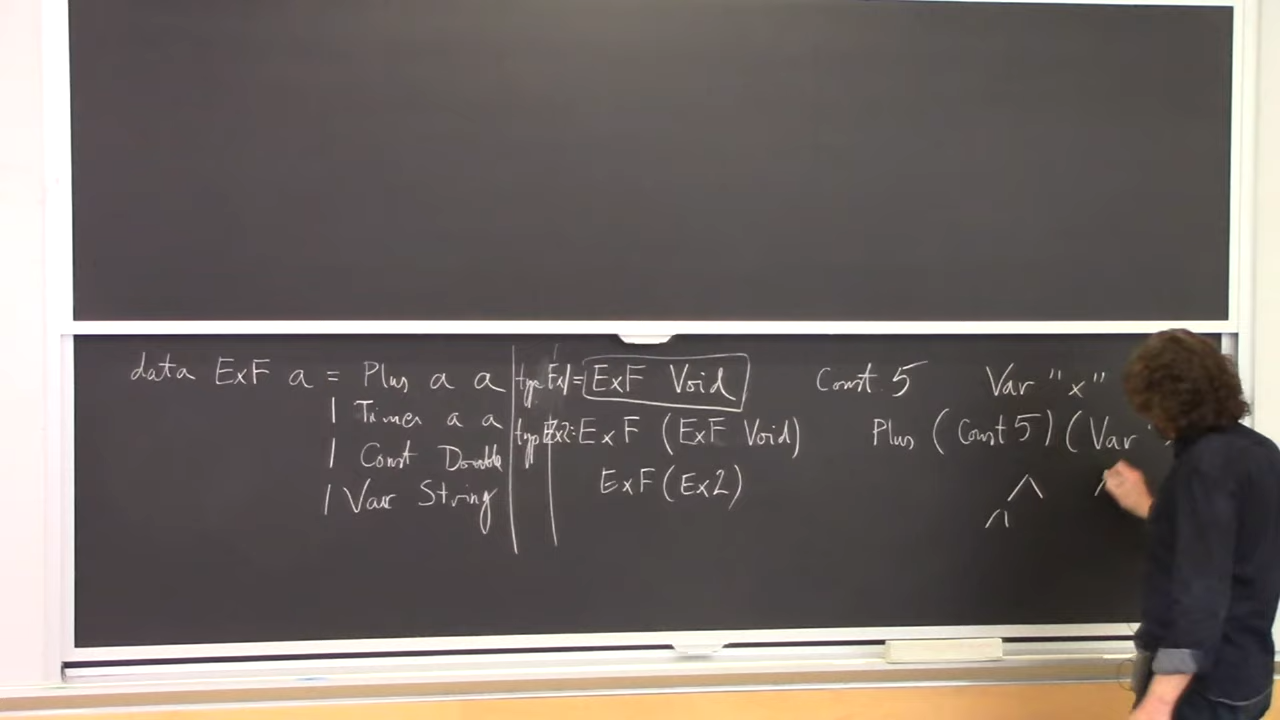 data ExF a = Plus a a
| Times a a
| Const Double
| Var String
type Ex1 = ExF Void
type Ex2 = ExF (ExF Void)
ExF (Ex2)
Const 5 Var "x"
Plus (Const 5) (Var "